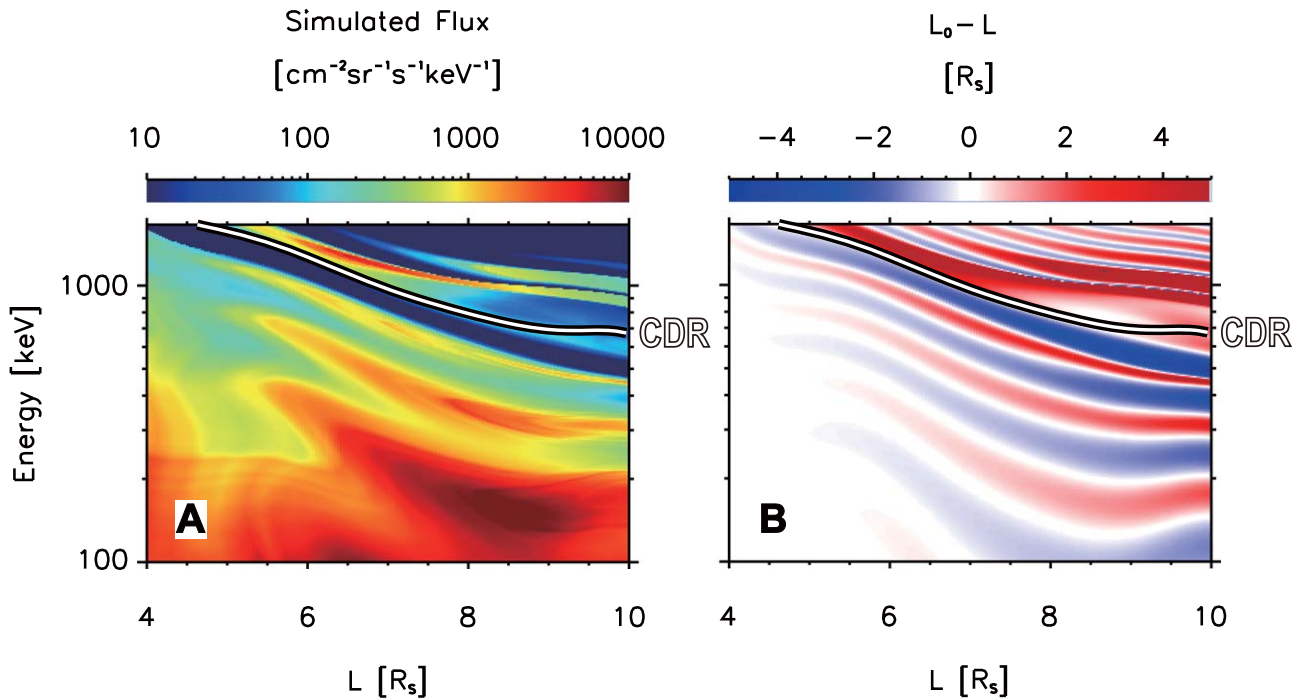 Simulated Flux
[cm⁻²sr⁻¹s⁻¹keV⁻¹]
10 100 1000 10000
Energy [keV]
1000
100
A
CDR
4 6 8 10
L [Rₛ]
L₀ − L
[Rₛ]
−4 −2 0 2 4
B
CDR
4 6 8 10
L [Rₛ]